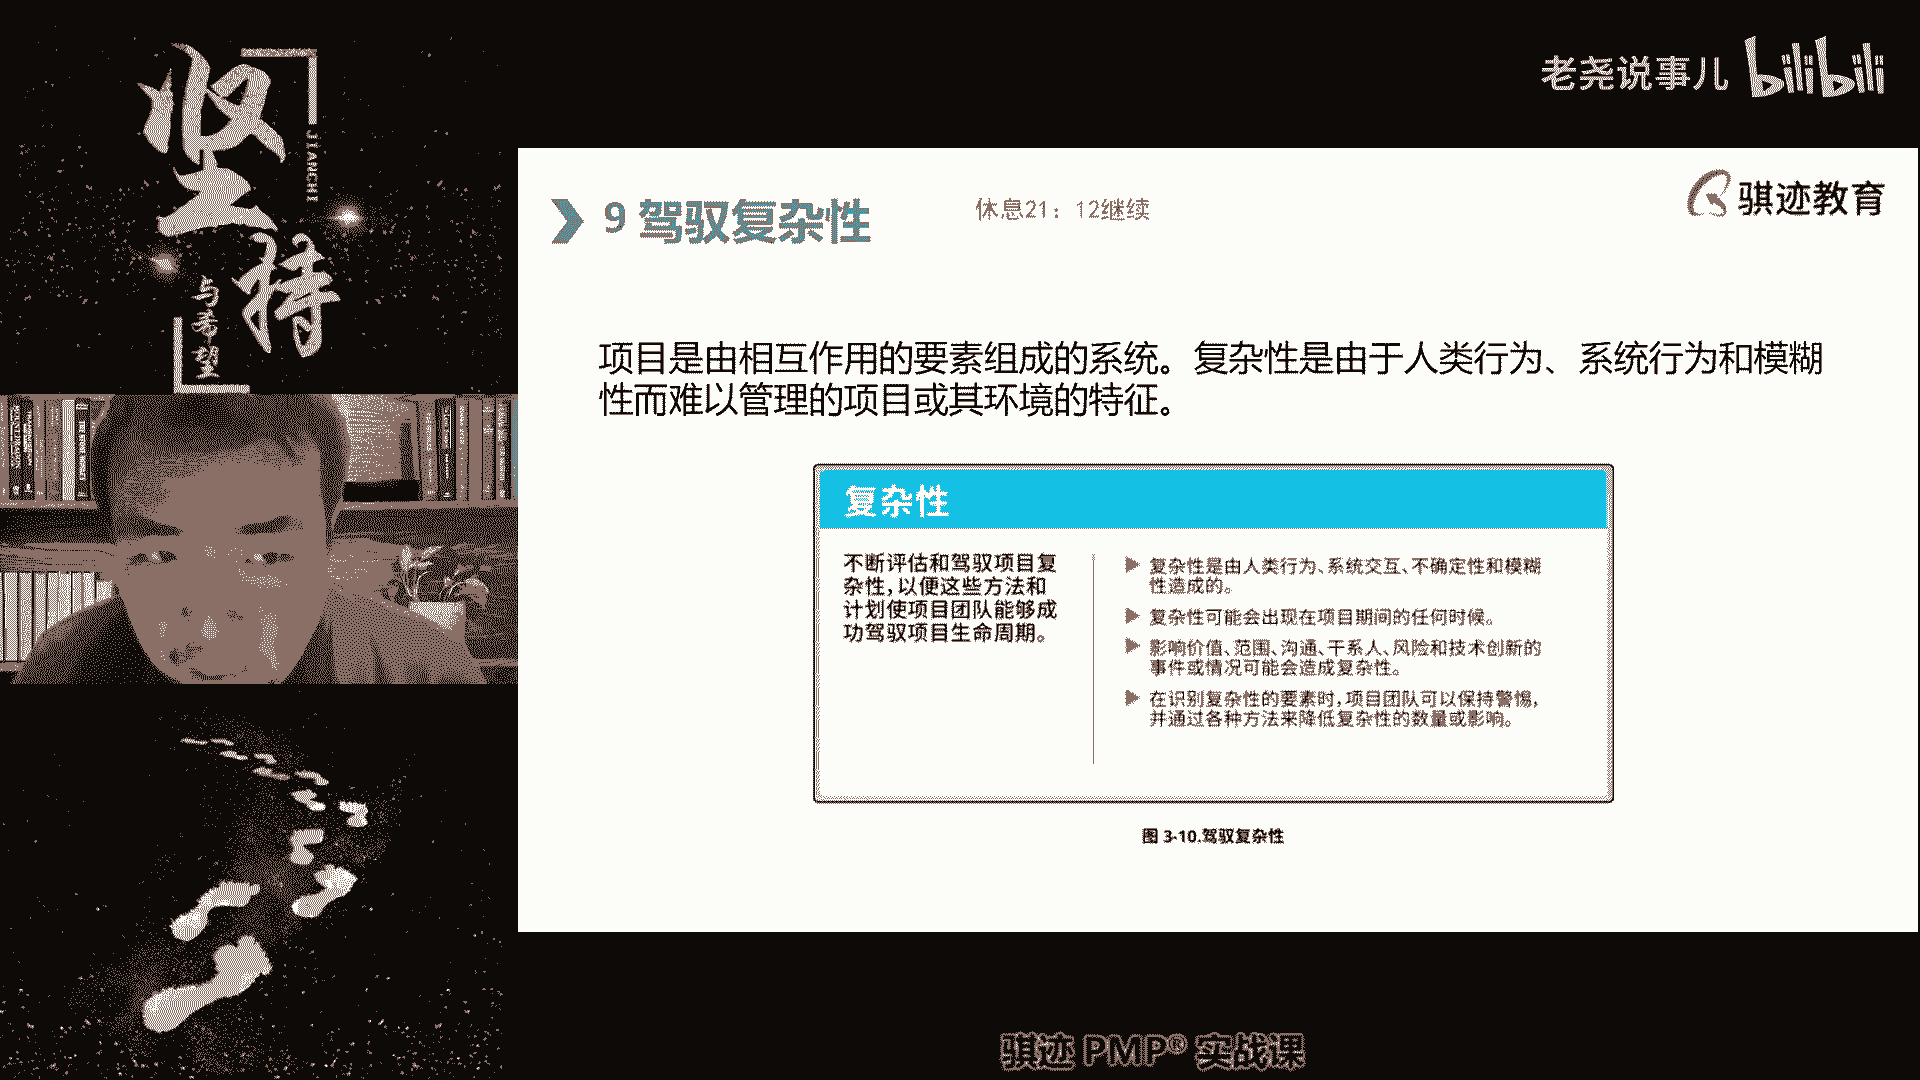 坚持
JIANCHI
与希望
老尧说事儿 bilibili
9 驾驭复杂性
休息21：12继续
骐迹教育
项目是由相互作用的要素组成的系统。复杂性是由于人类行为、系统行为和模糊
性而难以管理的项目或其环境的特征。
复杂性
不断评估和驾驭项目复
杂性,以便这些方法和
计划使项目团队能够成
功驾驭项目生命周期。
复杂性是由人类行为、系统交互、不确定性和模糊
性造成的。
复杂性可能会出现在项目期间的任何时候。
影响价值、范围、沟通、干系人、风险和技术创新的
事件或情况可能会造成复杂性。
在识别复杂性的要素时,项目团队可以保持警惕,
并通过各种方法来降低复杂性的数量或影响。
图 3-10.驾驭复杂性
骐迹 PMP® 实战课